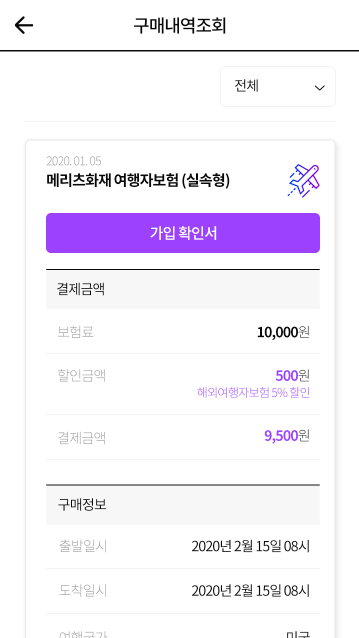 구매내역조회
전체
2020. 01. 05
메리츠화재 여행자보험 (실속형)
가입 확인서
결제금액
보험료 10,000원
할인금액 500원
해외여행자보험 5% 할인
결제금액 9,500원
구매정보
출발일시 2020년 2월 15일 08시
도착일시 2020년 2월 15일 08시
여행국가 미국